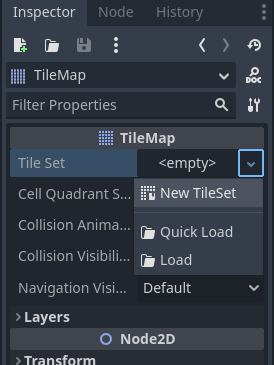 Inspector Node History
TileMap
Filter Properties
TileMap
Tile Set <empty>
New TileSet
Cell Quadrant S...
Collision Anima...
Quick Load
Collision Visibili...
Load
Navigation Visi... Default
Layers
Node2D
Transform
DOC